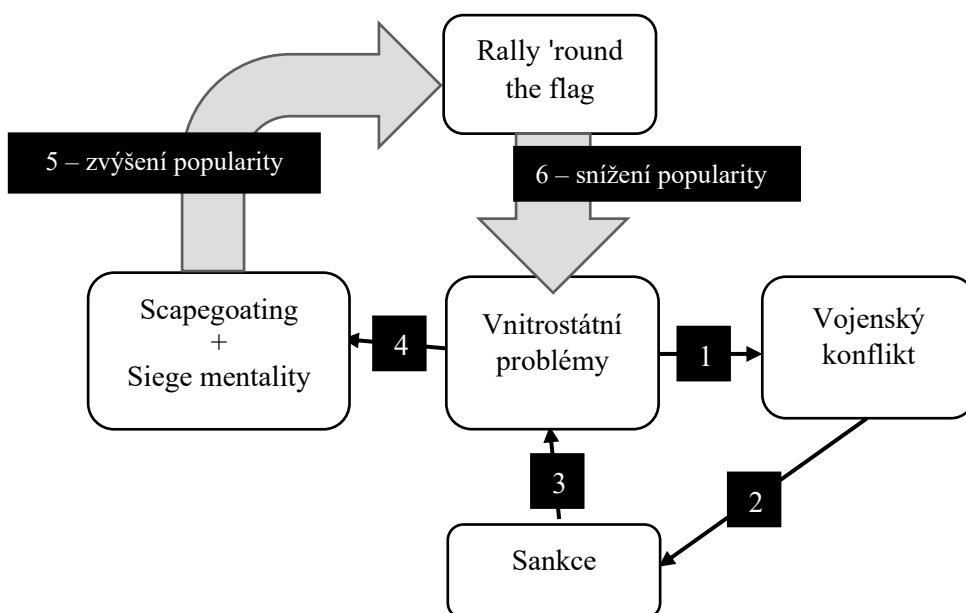 Rally 'round
the flag
5 – zvýšení popularity
6 – snížení popularity
Scapegoating
+
Siege mentality
4
Vnitrostátní
problémy
1
Vojenský
konflikt
3
2
Sankce